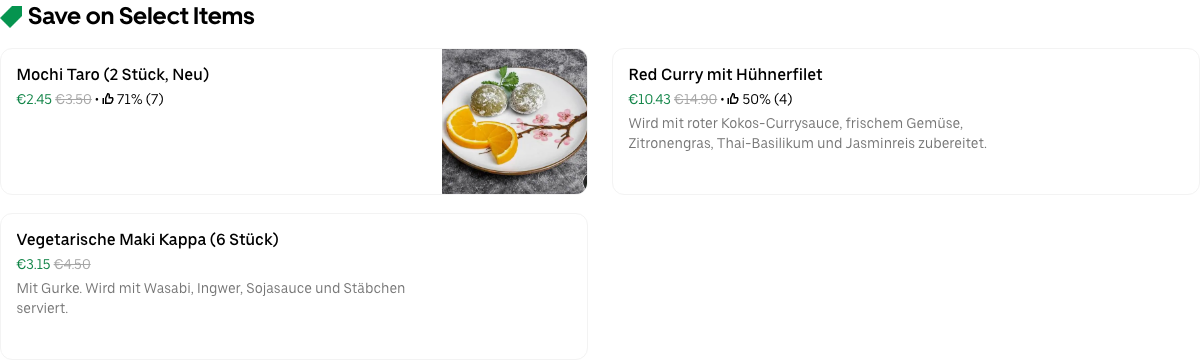 Save on Select Items
Mochi Taro (2 Stück, Neu)
€2.45 €3.50 • 71% (7)
Red Curry mit Hühnerfilet
€10.43 €14.90 • 50% (4)
Wird mit roter Kokos-Currysauce, frischem Gemüse,
Zitronengras, Thai-Basilikum und Jasminreis zubereitet.
Vegetarische Maki Kappa (6 Stück)
€3.15 €4.50
Mit Gurke. Wird mit Wasabi, Ingwer, Sojasauce und Stäbchen
serviert.